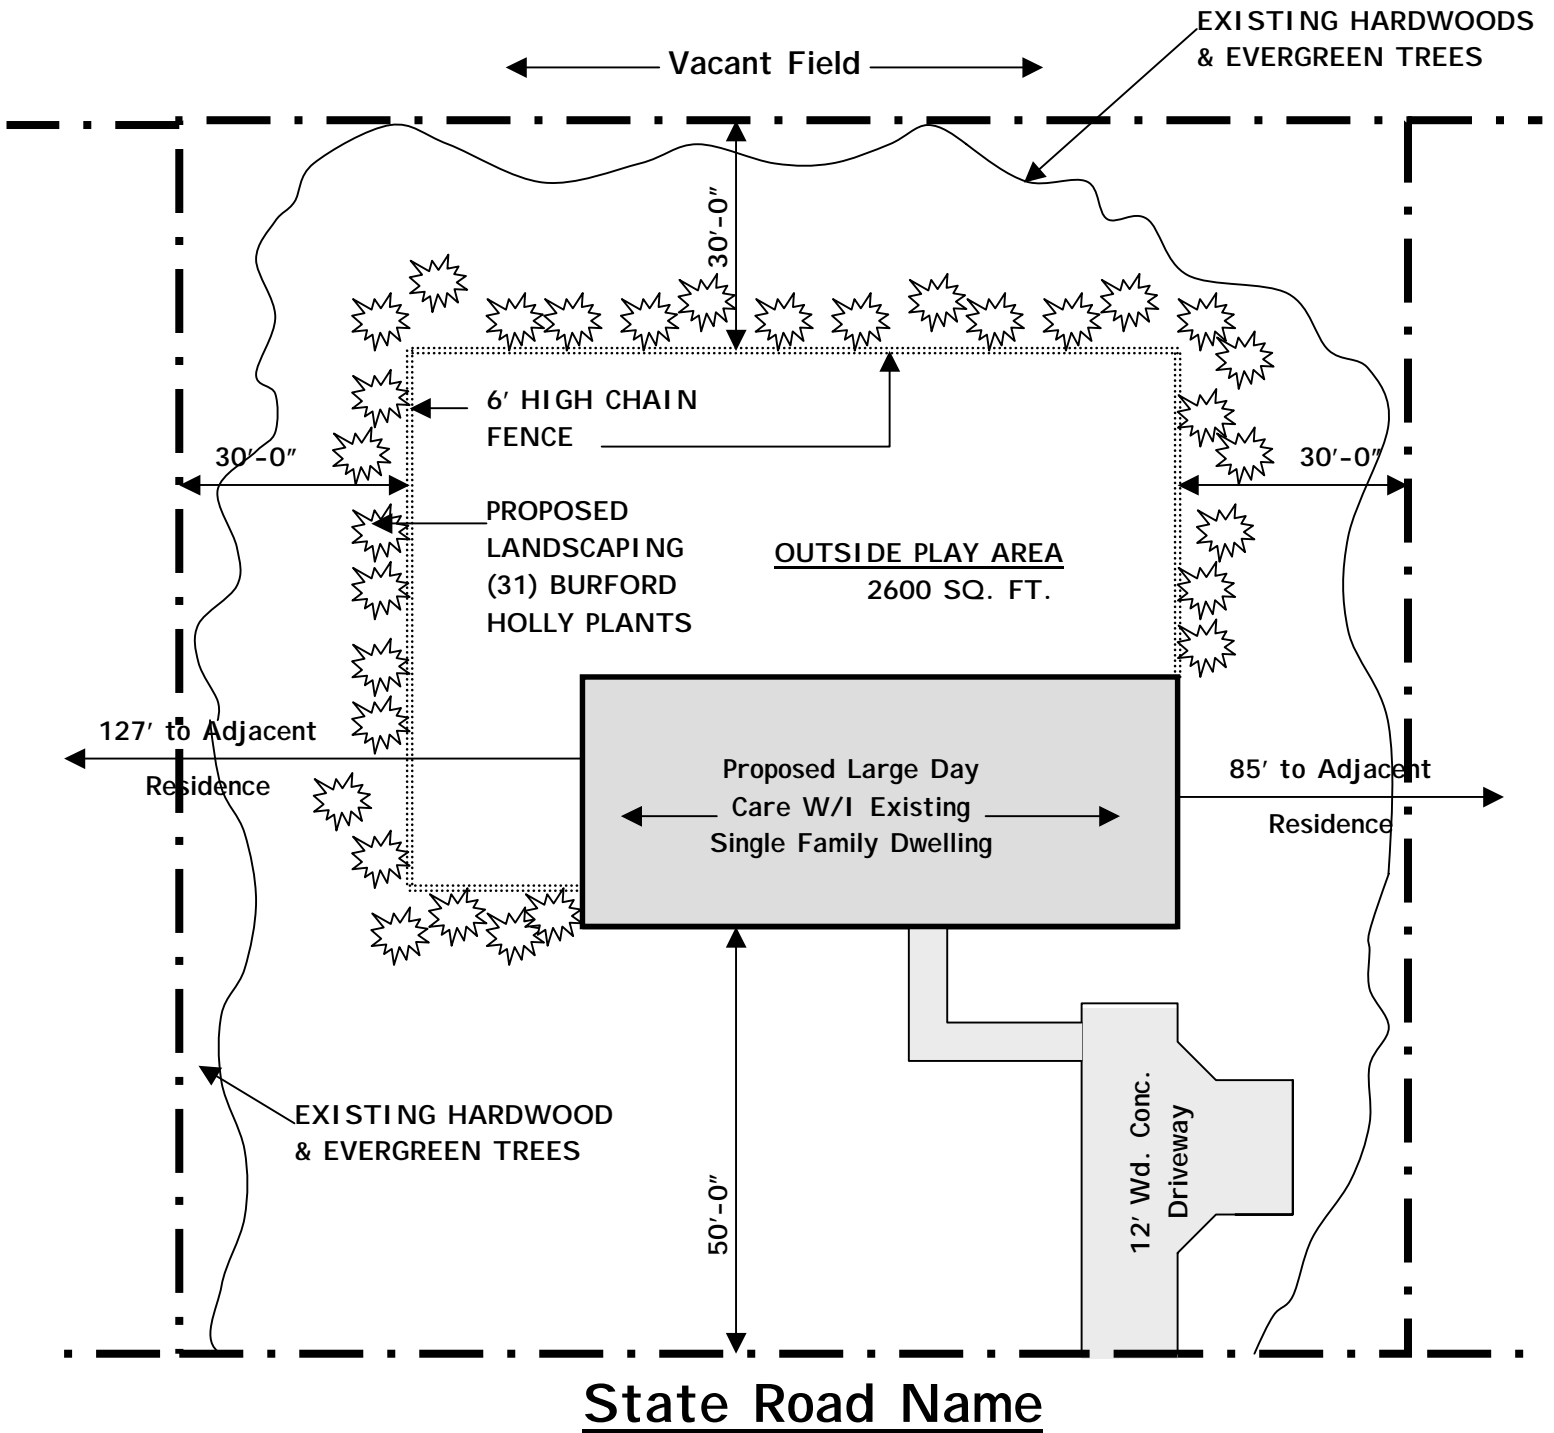 EXISTING HARDWOODS
& EVERGREEN TREES
Vacant Field
30'-0"
6' HIGH CHAIN
FENCE
30'-0"
30'-0"
PROPOSED
LANDSCAPING
(31) BURFORD
HOLLY PLANTS
OUTSIDE PLAY AREA
2600 SQ. FT.
127' to Adjacent
Residence
Proposed Large Day
Care W/I Existing
Single Family Dwelling
85' to Adjacent
Residence
EXISTING HARDWOOD
& EVERGREEN TREES
50'-0"
12' Wd. Conc.
Driveway
State Road Name